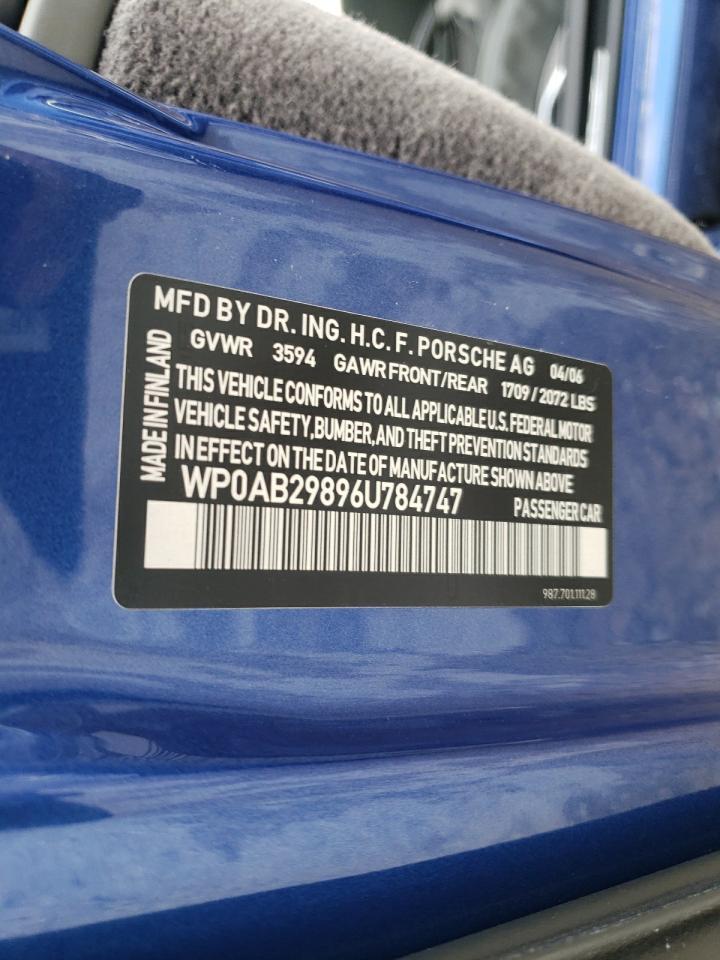 MFD BY DR. ING. H.C. F. PORSCHE AG 04/06
GVWR 3594 GAWR FRONT/REAR 1709 / 2072 LBS
THIS VEHICLE CONFORMS TO ALL APPLICABLE U.S. FEDERAL MOTOR
VEHICLE SAFETY, BUMPER, AND THEFT PREVENTION STANDARDS
IN EFFECT ON THE DATE OF MANUFACTURE SHOWN ABOVE
MADE IN FINLAND
WP0AB29896U784747 PASSENGER CAR
987.701.111.28